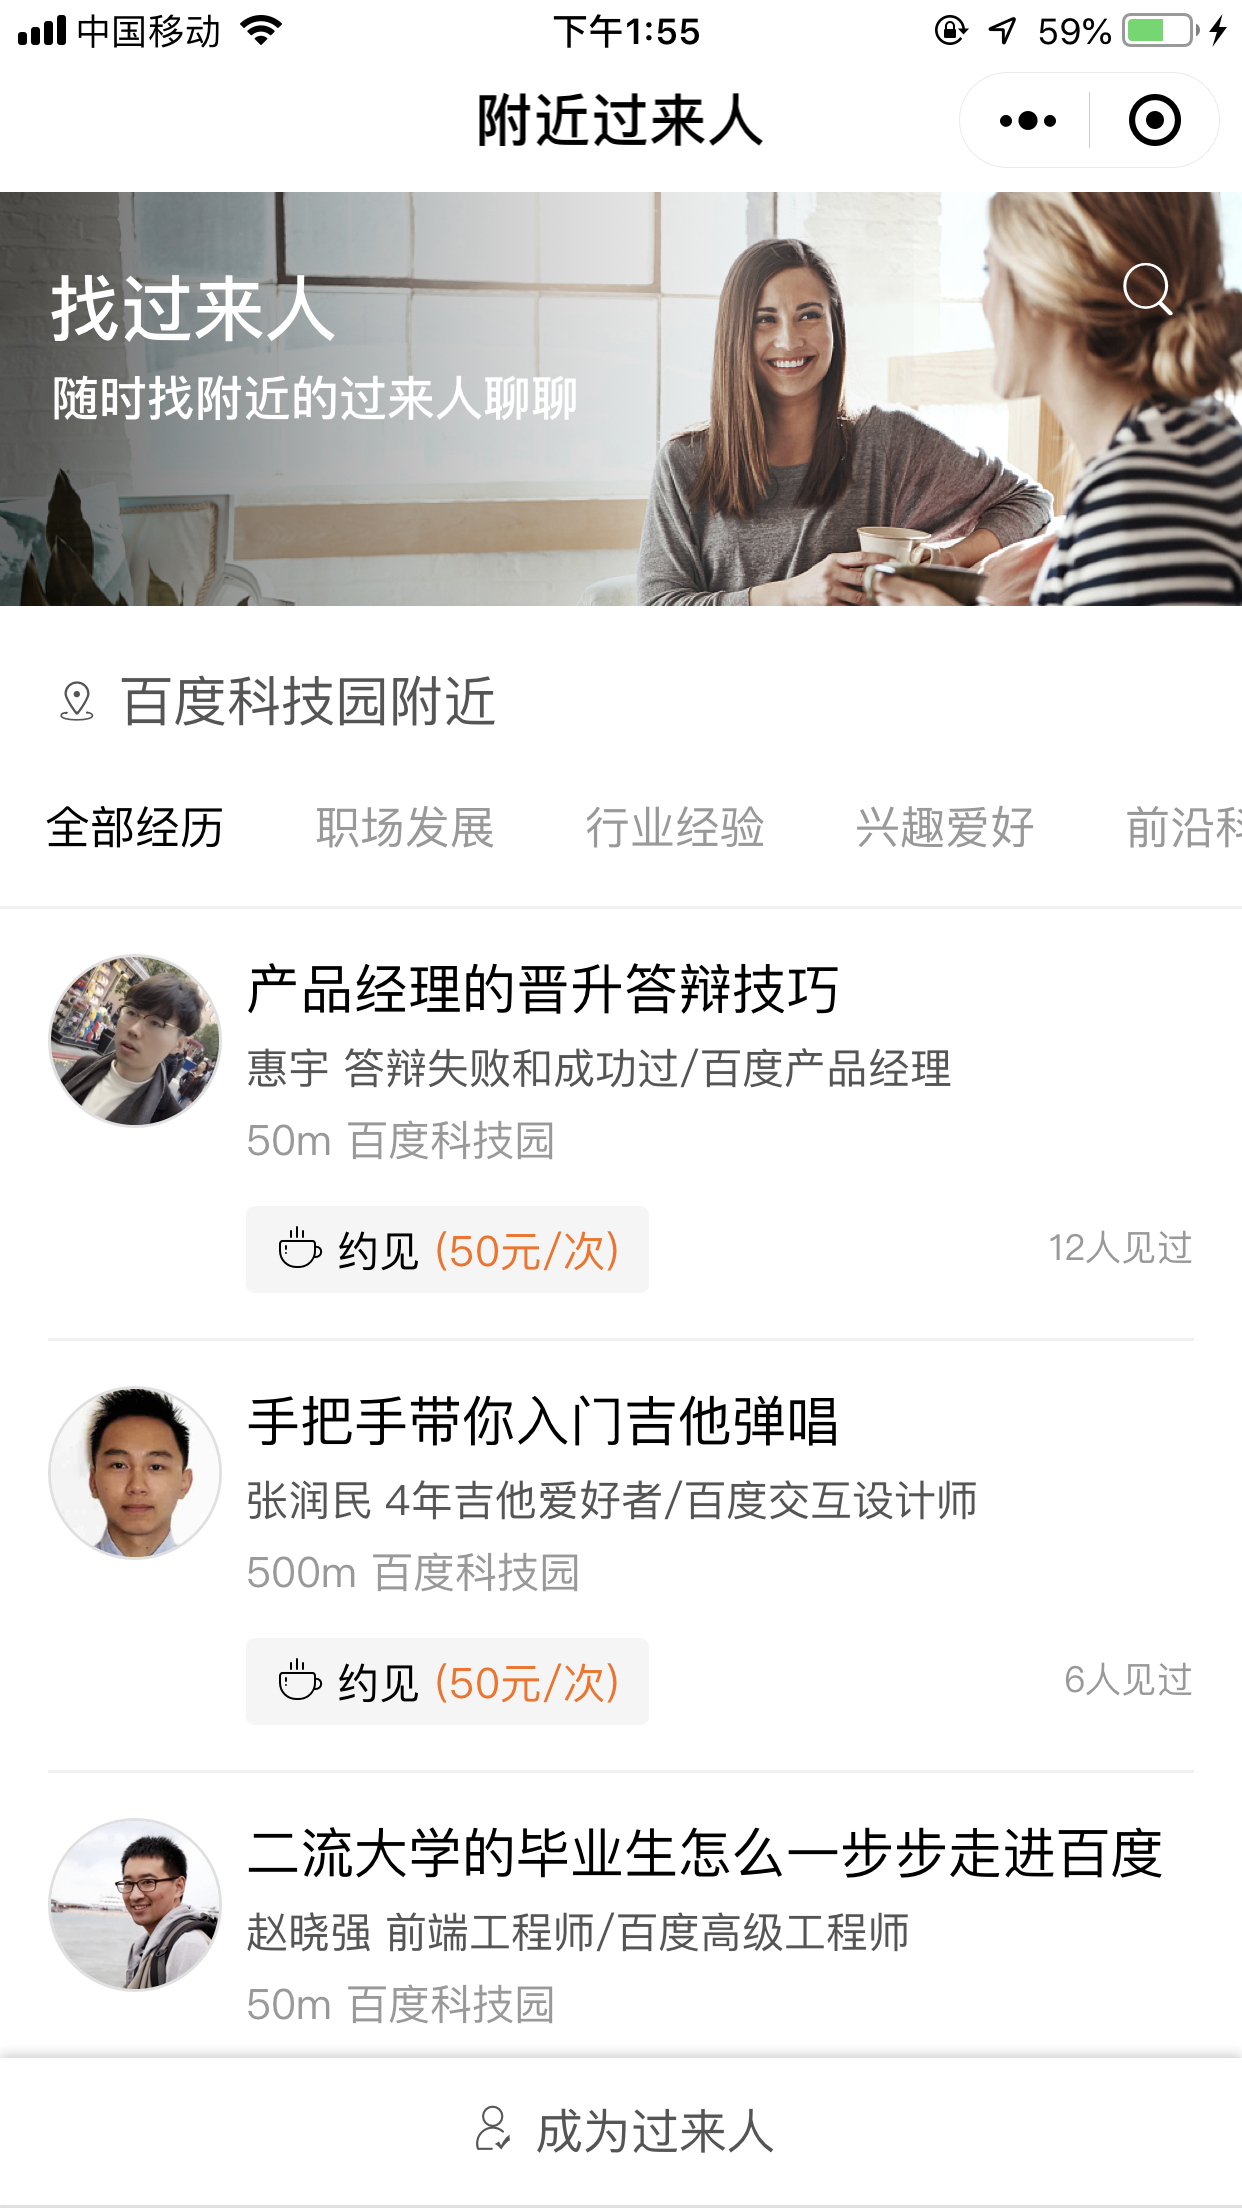 中国移动 下午1:55 59%
附近过来人
找过来人
随时找附近的过来人聊聊
百度科技园附近
全部经历 职场发展 行业经验 兴趣爱好 前沿科
产品经理的晋升答辩技巧
惠宇 答辩失败和成功过/百度产品经理
50m 百度科技园
约见 (50元/次) 12人见过
手把手带你入门吉他弹唱
张润民 4年吉他爱好者/百度交互设计师
500m 百度科技园
约见 (50元/次) 6人见过
二流大学的毕业生怎么一步步走进百度
赵晓强 前端工程师/百度高级工程师
50m 百度科技园
成为过来人